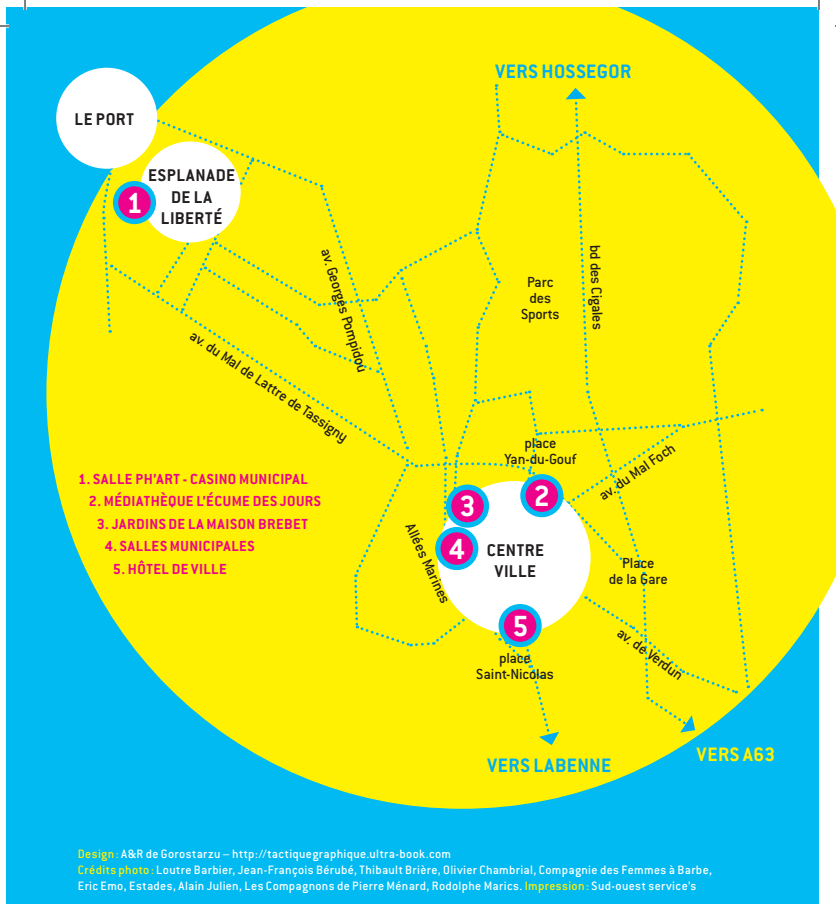 VERS HOSSEGOR
LE PORT
ESPLANADE
DE LA
LIBERTÉ
1
av. Georges Pompidou
bd des Cigales
Parc
des
Sports
av. du Mal de Lattre de Tassigny
place
Yan-du-Gouf
av. du Mal Foch
1. SALLE PH'ART - CASINO MUNICIPAL
2. MÉDIATHÈQUE L'ÉCUME DES JOURS
3. JARDINS DE LA MAISON BREBET
4. SALLES MUNICIPALES
5. HÔTEL DE VILLE
2
3
4
Allées Marines
CENTRE
VILLE
Place
de la Gare
5
place
Saint-Nicolas
av. de Verdun
VERS LABENNE
VERS A63
Design : A&R de Gorostarzu – http://tactiquegraphique.ultra-book.com
Crédits photo : Loutre Barbier, Jean-François Bérubé, Thibault Brière, Olivier Chambrial, Compagnie des Femmes à Barbe,
Eric Emo, Estades, Alain Julien, Les Compagnons de Pierre Ménard, Rodolphe Marics. Impression : Sud-ouest service's